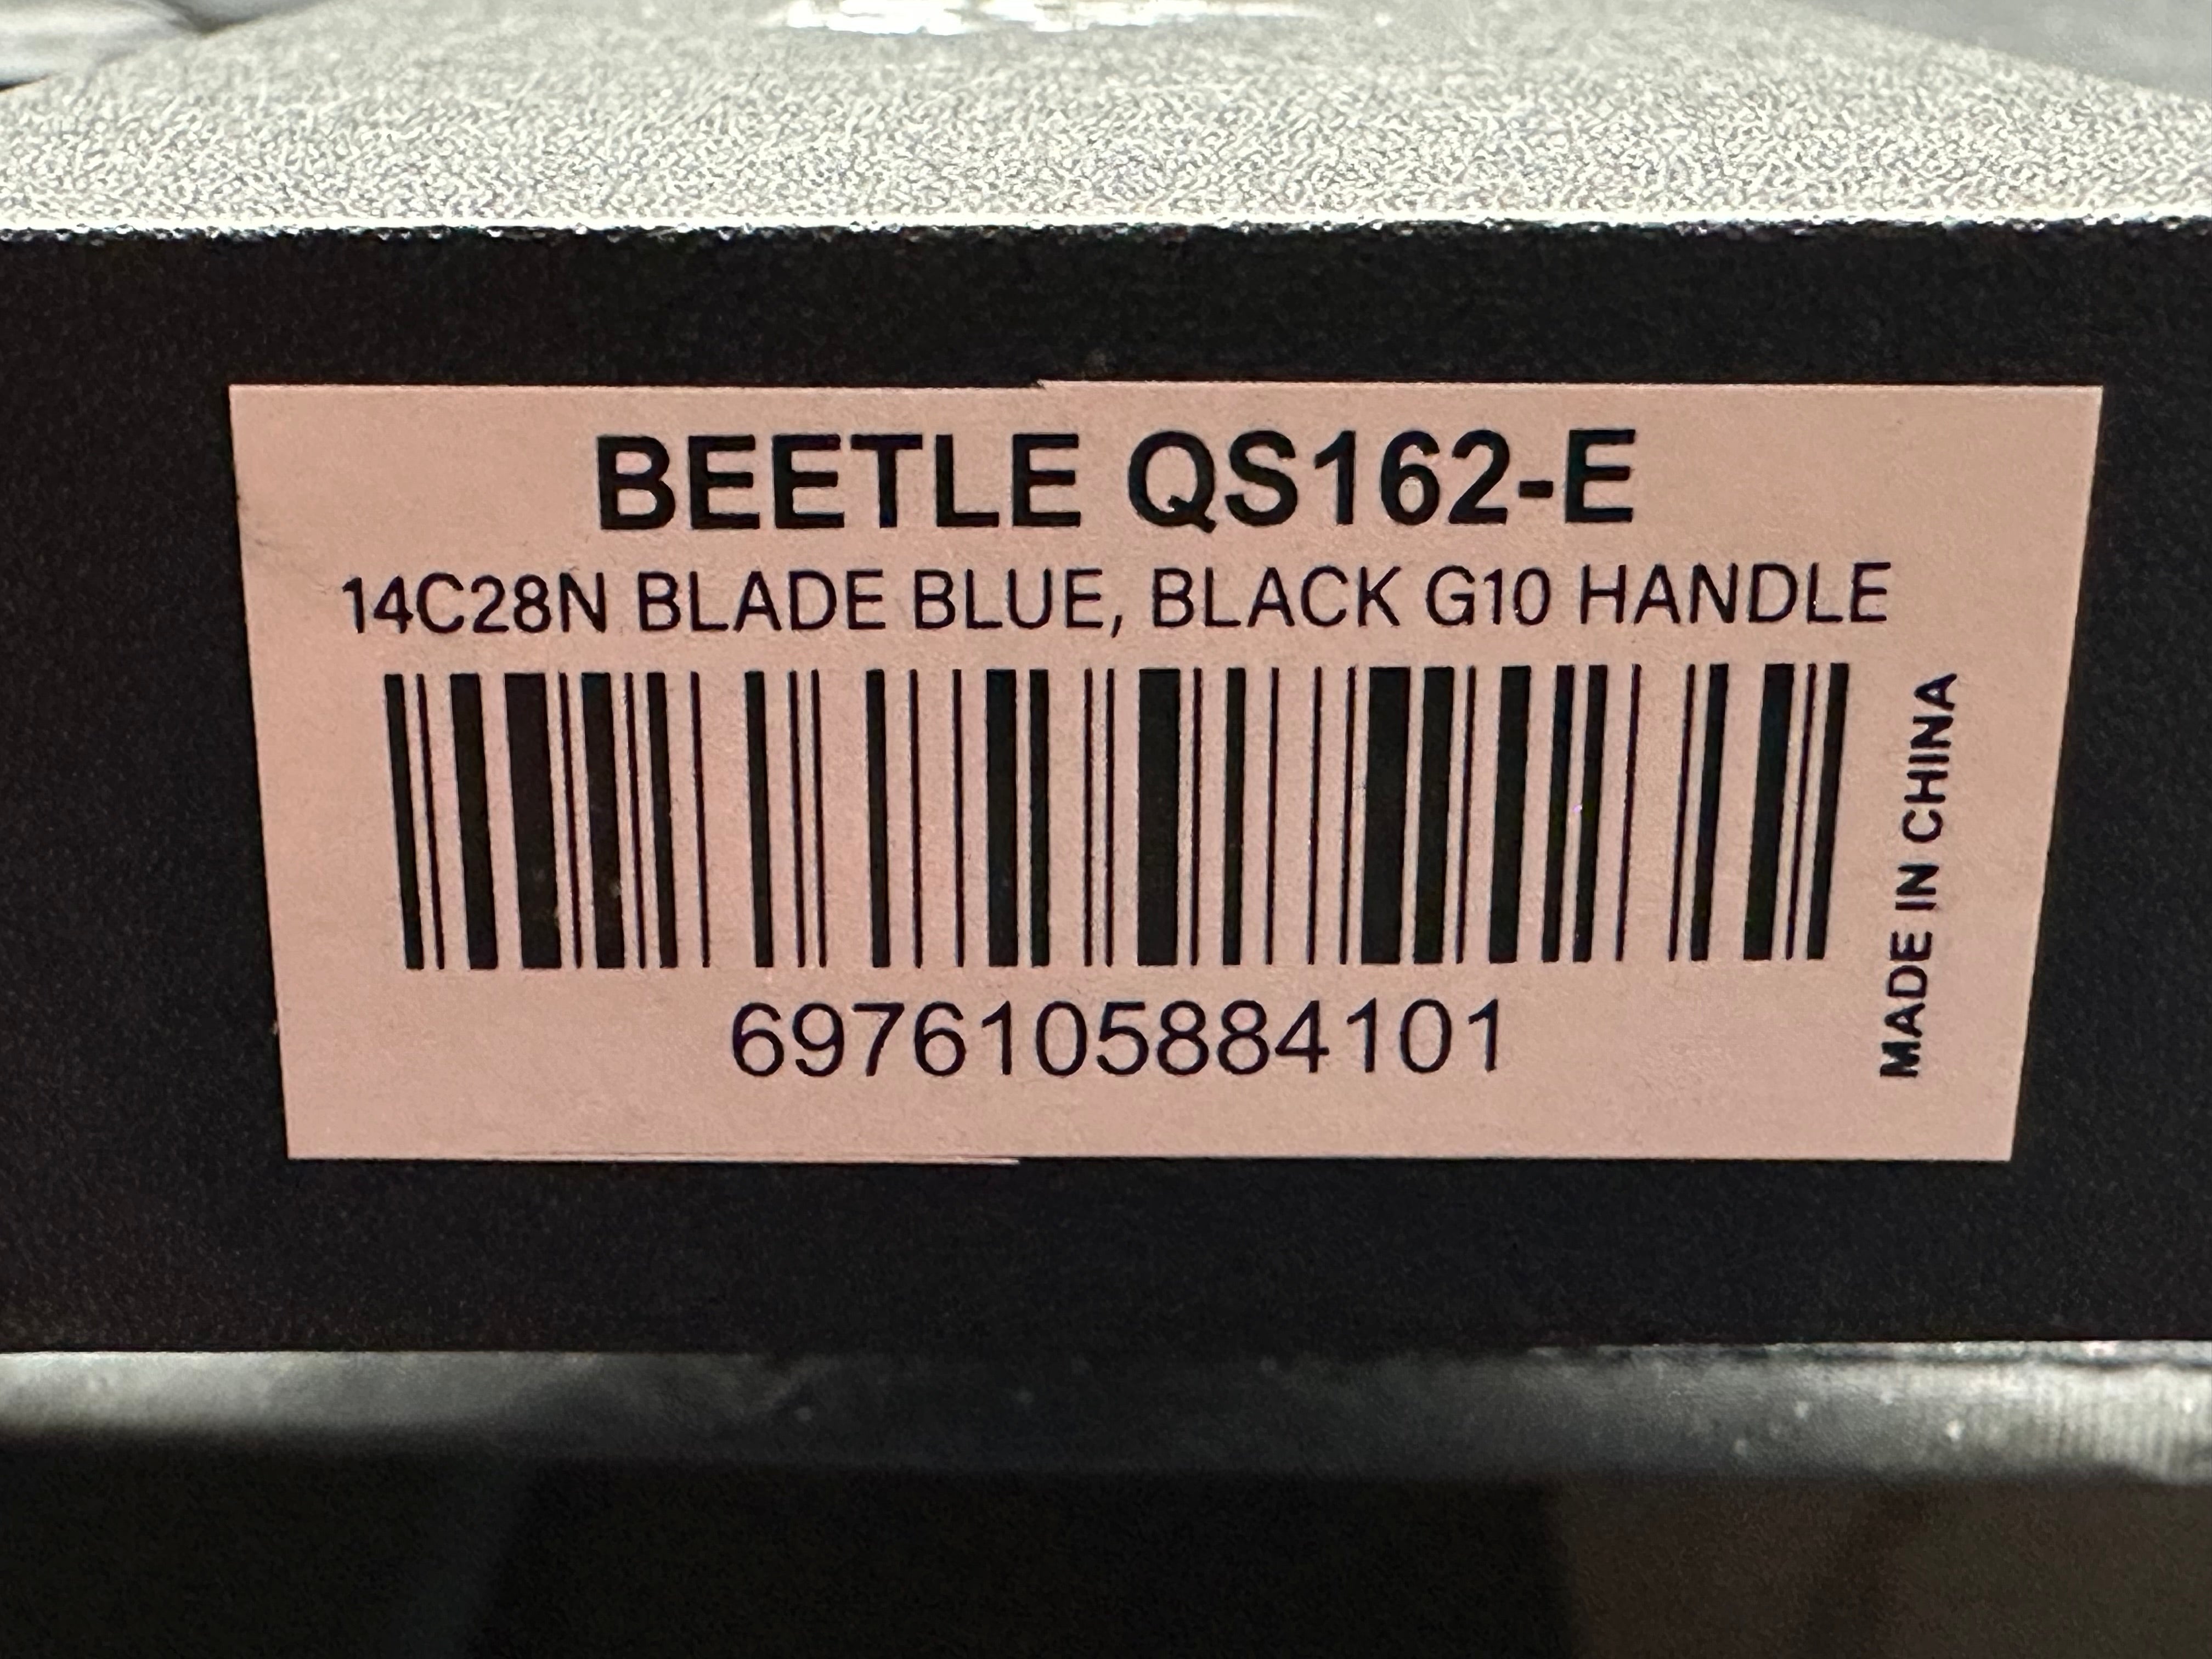 BEETLE QS162-E
14C28N BLADE BLUE, BLACK G10 HANDLE
6976105884101
MADE IN CHINA